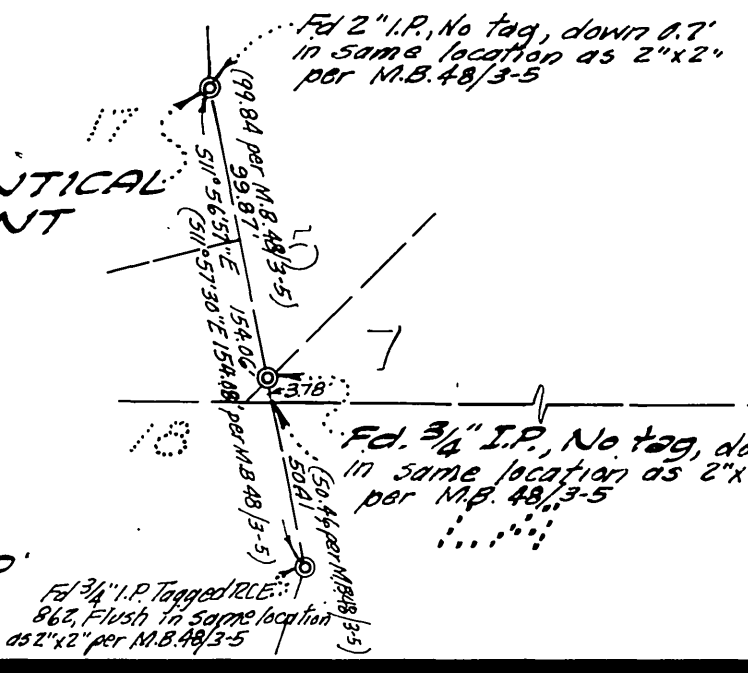 Fd 2" I.P., No tag, down 0.7'
in same location as 2"x2"
per M.B. 48/3-5
17
NTICAL
NT
(99.84 per M.B. 48/3-5)
99.87'
S11°56'57"E 154.06'
(S11°57'30"E 154.08' per M.B. 48/3-5)
7
3.78'
18
Fd. 3/4" I.P., No tag, do
in same location as 2"x
per M.B. 48/3-5
50.41
(50.46 per M.B. 48/3-5)
Fd 3/4" I.P. Tagged RCE
862, Flush in same location
as 2"x2" per M.B. 48/3-5